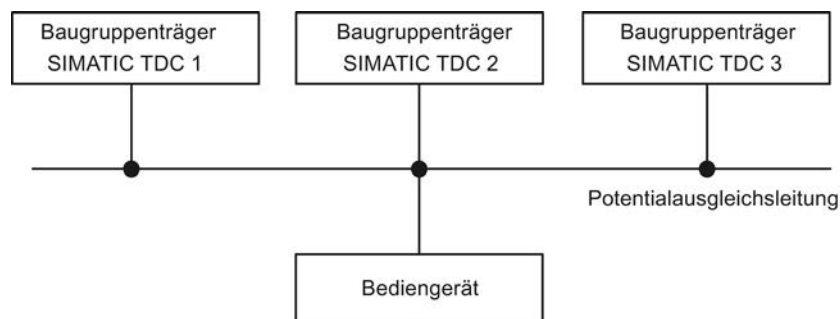 Baugruppenträger
SIMATIC TDC 1
Baugruppenträger
SIMATIC TDC 2
Baugruppenträger
SIMATIC TDC 3
Potentialausgleichsleitung
Bediengerät